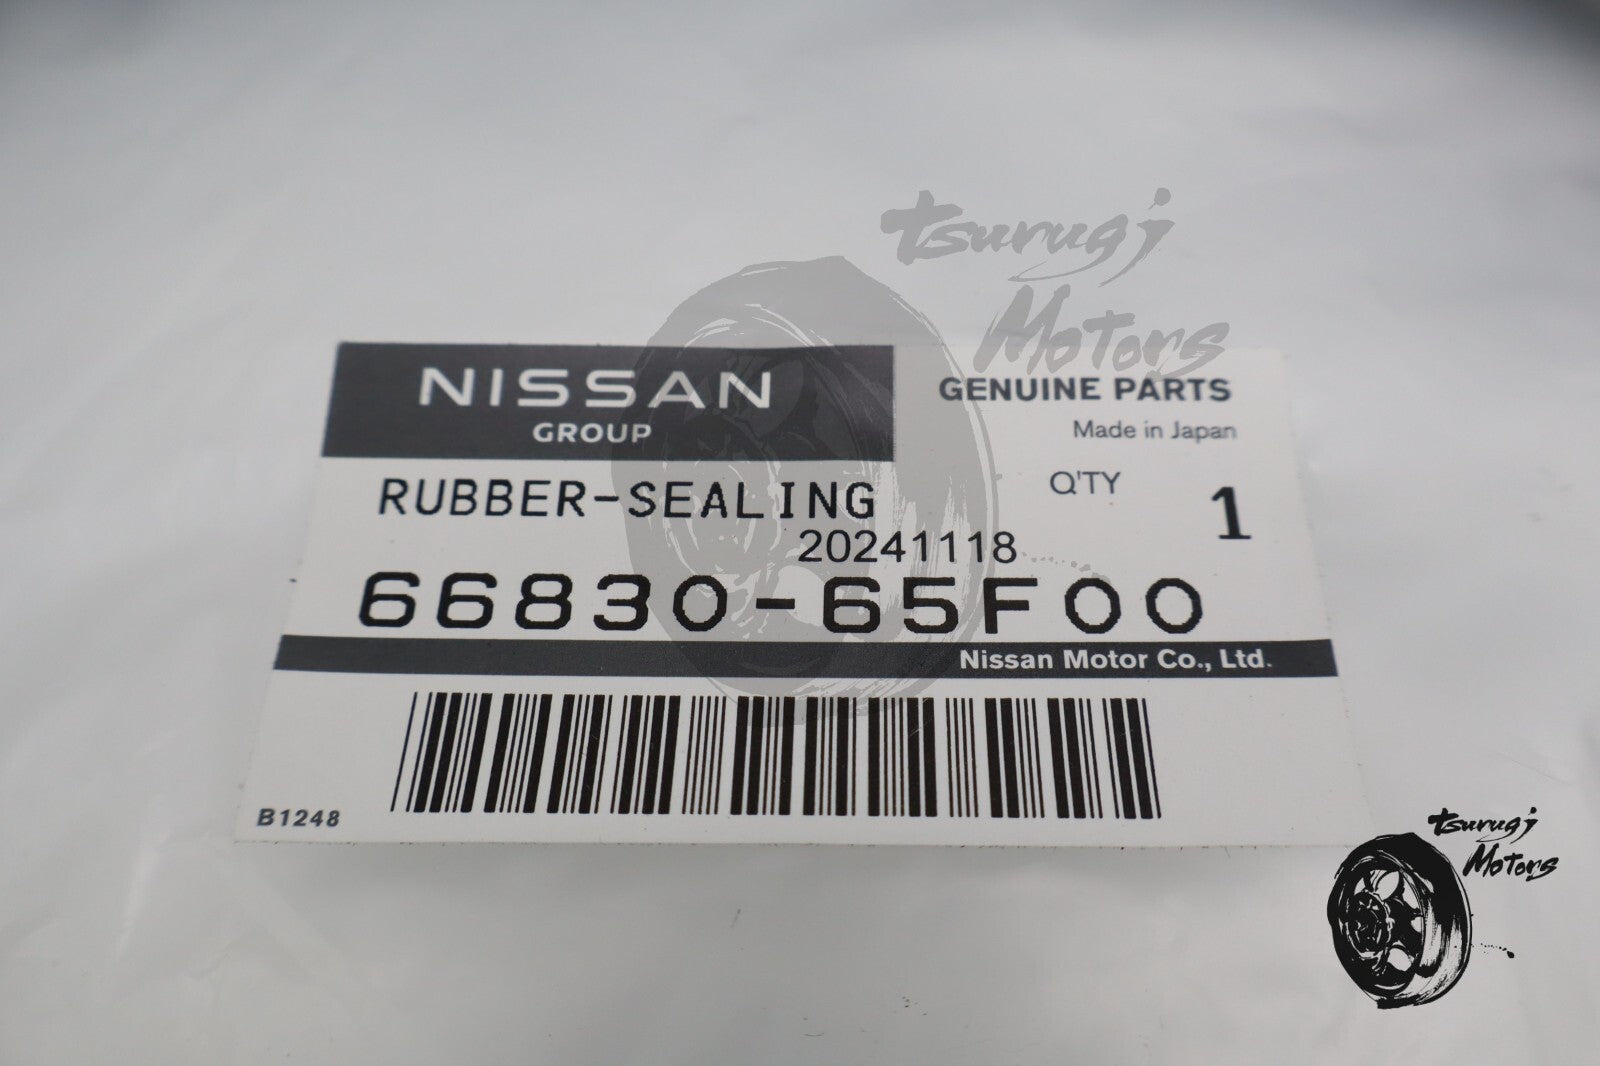 tsurugi
Motors
NISSAN
GROUP
GENUINE PARTS
Made in Japan
RUBBER-SEALING
Q'TY 1
20241118
66830-65F00
Nissan Motor Co., Ltd.
B1248
tsurugi
Motors